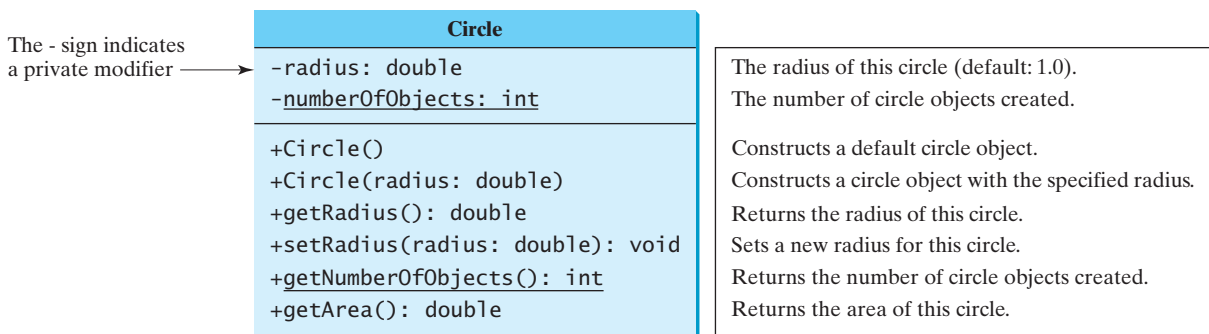 Circle
The - sign indicates
a private modifier
-radius: double
-numberOfObjects: int
The radius of this circle (default: 1.0).
The number of circle objects created.
+Circle()
+Circle(radius: double)
+getRadius(): double
+setRadius(radius: double): void
+getNumberOfObjects(): int
+getArea(): double
Constructs a default circle object.
Constructs a circle object with the specified radius.
Returns the radius of this circle.
Sets a new radius for this circle.
Returns the number of circle objects created.
Returns the area of this circle.